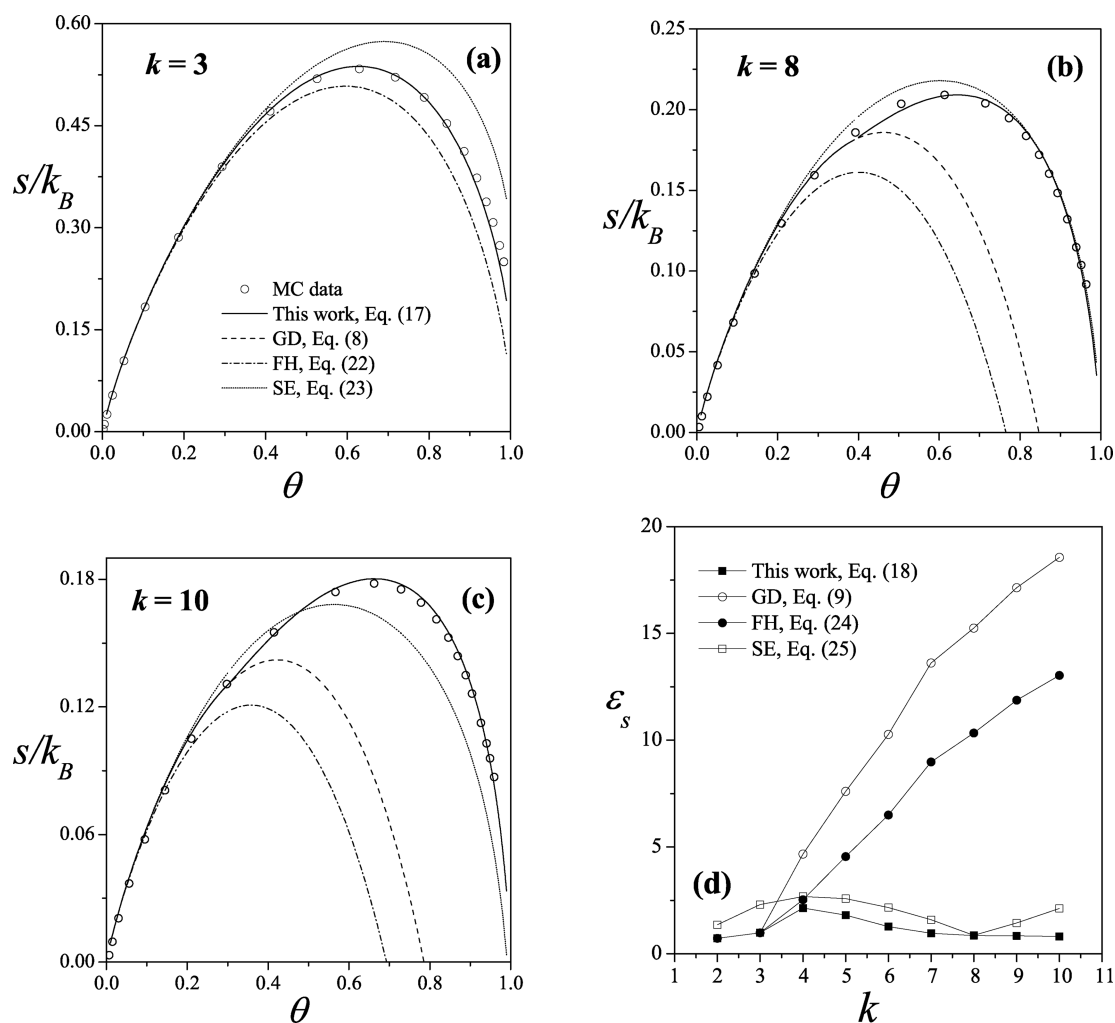 0.60
0.45
0.30
0.15
0.00
s/k_B
k = 3
(a)
MC data
This work, Eq. (17)
GD, Eq. (8)
FH, Eq. (22)
SE, Eq. (23)
0.0 0.2 0.4 0.6 0.8 1.0
θ
0.25
0.20
0.15
0.10
0.05
0.00
s/k_B
k = 8
(b)
0.0 0.2 0.4 0.6 0.8 1.0
θ
0.18
0.12
0.06
0.00
s/k_B
k = 10
(c)
0.0 0.2 0.4 0.6 0.8 1.0
θ
20
15
10
5
0
ε_s
This work, Eq. (18)
GD, Eq. (9)
FH, Eq. (24)
SE, Eq. (25)
(d)
1 2 3 4 5 6 7 8 9 10 11
k